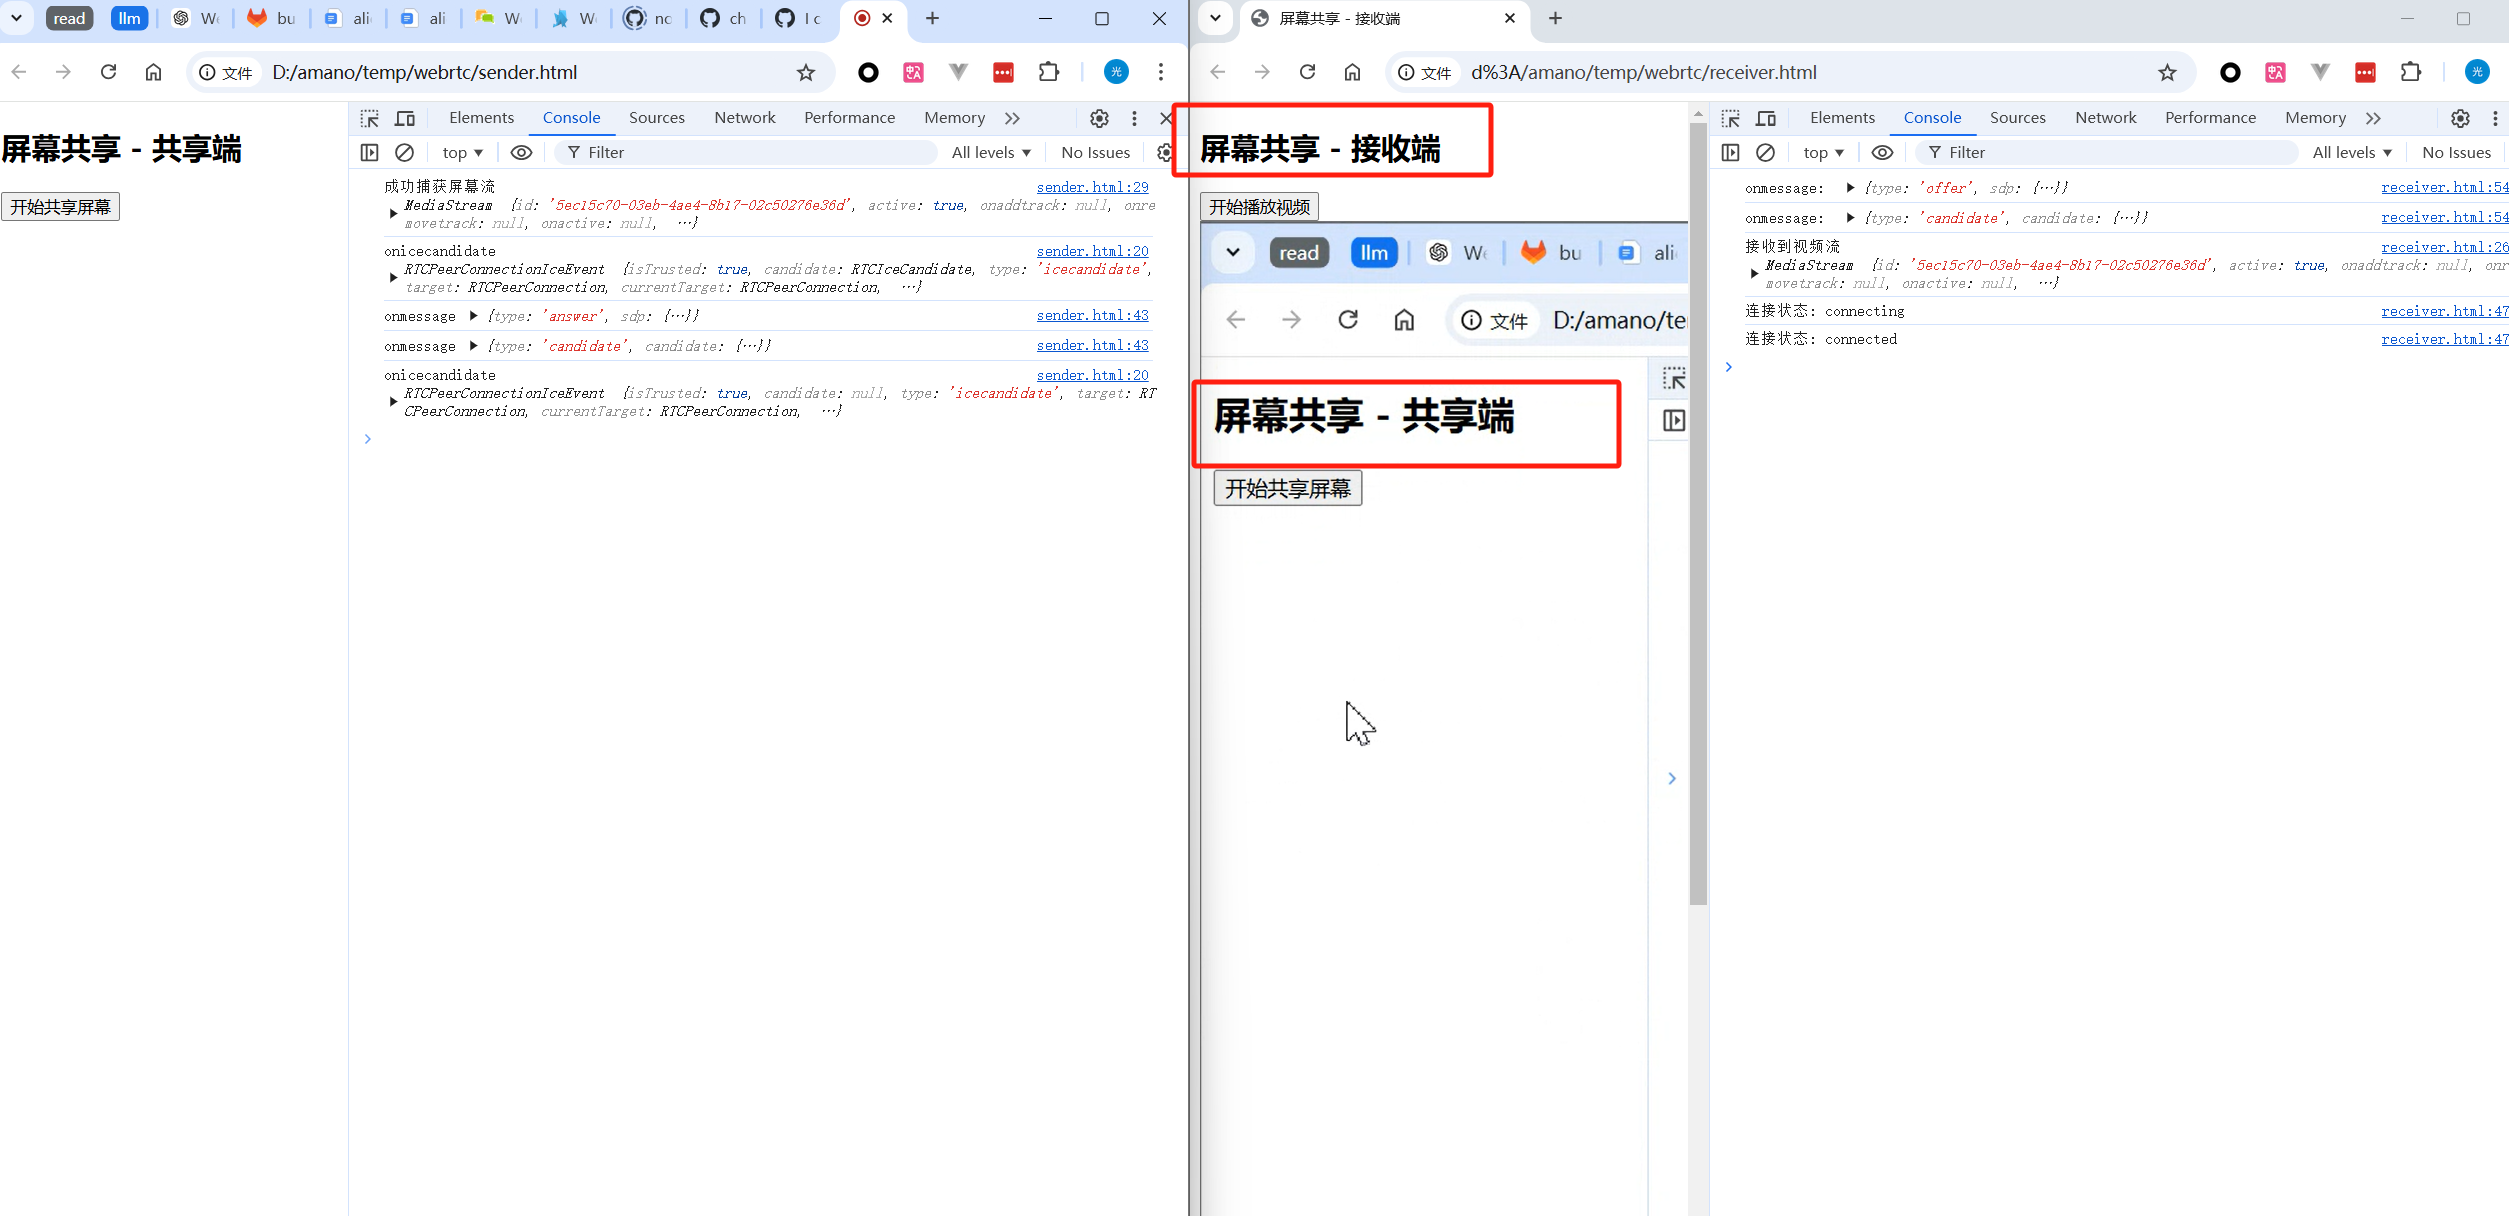 read llm We bu ali ali W W nc ch I c
文件 D:/amano/temp/webrtc/sender.html 光
屏幕共享 - 共享端
开始共享屏幕
Elements Console Sources Network Performance Memory
top Filter All levels No Issues
成功捕获屏幕流 sender.html:29
MediaStream {id: '5ec15c70-03eb-4ae4-8b17-02c50276e36d', active: true, onaddtrack: null, onre
movetrack: null, onactive: null, …}
onicecandidate sender.html:20
RTCPeerConnectionIceEvent {isTrusted: true, candidate: RTCIceCandidate, type: 'icecandidate',
target: RTCPeerConnection, currentTarget: RTCPeerConnection, …}
onmessage {type: 'answer', sdp: {…}} sender.html:43
onmessage {type: 'candidate', candidate: {…}} sender.html:43
onicecandidate sender.html:20
RTCPeerConnectionIceEvent {isTrusted: true, candidate: null, type: 'icecandidate', target: RT
CPeerConnection, currentTarget: RTCPeerConnection, …}
屏幕共享 - 接收端
文件 d%3A/amano/temp/webrtc/receiver.html 光
屏幕共享 - 接收端
开始播放视频
read llm We bu ali
文件 D:/amano/te
屏幕共享 - 共享端
开始共享屏幕
Elements Console Sources Network Performance Memory
top Filter All levels No Issues
onmessage: {type: 'offer', sdp: {…}} receiver.html:54
onmessage: {type: 'candidate', candidate: {…}} receiver.html:54
接收到视频流 receiver.html:26
MediaStream {id: '5ec15c70-03eb-4ae4-8b17-02c50276e36d', active: true, onaddtrack: null, onr
movetrack: null, onactive: null, …}
连接状态: connecting receiver.html:47
连接状态: connected receiver.html:47